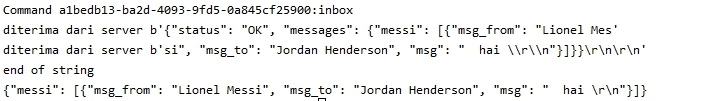 Command a1bedb13-ba2d-4093-9fd5-0a845cf25900:inbox
diterima dari server b'{"status": "OK", "messages": {"messi": [{"msg_from": "Lionel Mes'
diterima dari server b'si", "msg_to": "Jordan Henderson", "msg": "  hai \\r\\n"}]}}\r\n\r\n'
end of string
{"messi": [{"msg_from": "Lionel Messi", "msg_to": "Jordan Henderson", "msg": "  hai \r\n"}]}